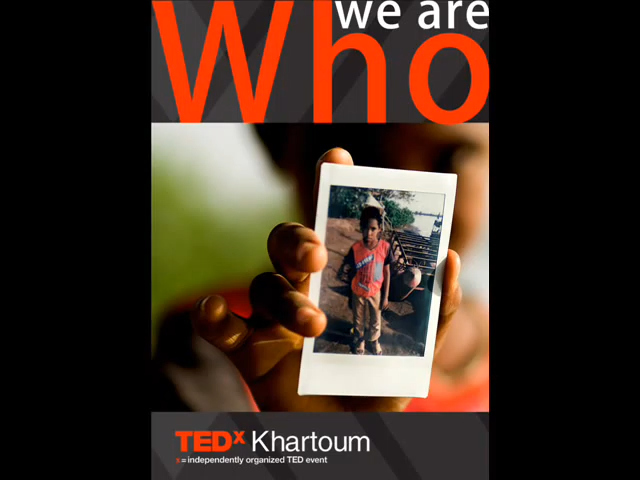 we are
Who
TEDx Khartoum
x = independently organized TED event